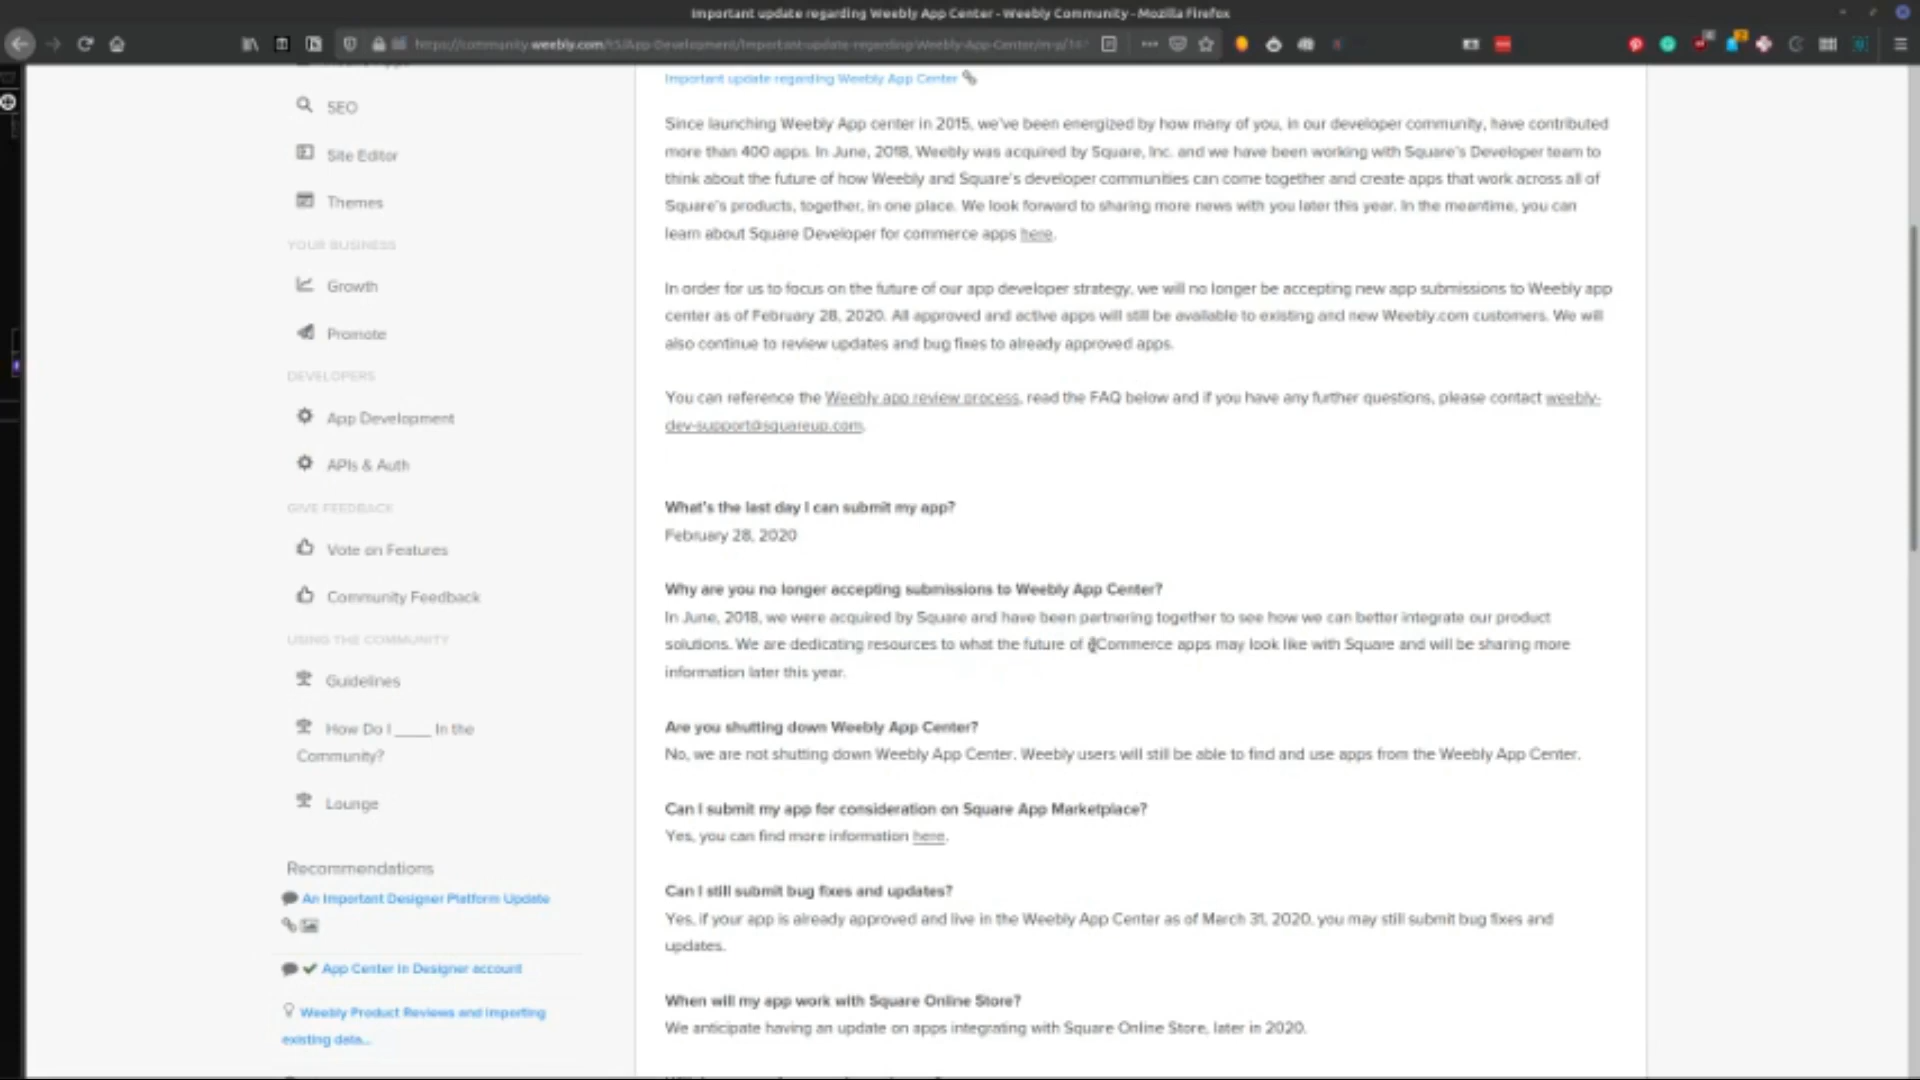 Important update regarding Weebly App Center - Weebly Community - Mozilla Firefox
SEO
Site Editor
Themes
YOUR BUSINESS
Growth
Promote
DEVELOPERS
App Development
APIs & Auth
GIVE FEEDBACK
Vote on Features
Community Feedback
USING THE COMMUNITY
Guidelines
How Do I ____ In the
Community?
Lounge
Recommendations
An Important Designer Platform Update
App Center in Designer account
Weebly Product Reviews and Importing
existing data...
Important update regarding Weebly App Center
Since launching Weebly App center in 2015, we've been energized by how many of you, in our developer community, have contributed
more than 400 apps. In June, 2018, Weebly was acquired by Square, Inc. and we have been working with Square's Developer team to
think about the future of how Weebly and Square's developer communities can come together and create apps that work across all of
Square's products, together, in one place. We look forward to sharing more news with you later this year. In the meantime, you can
learn about Square Developer for commerce apps here.
In order for us to focus on the future of our app developer strategy, we will no longer be accepting new app submissions to Weebly app
center as of February 28, 2020. All approved and active apps will still be available to existing and new Weebly.com customers. We will
also continue to review updates and bug fixes to already approved apps.
You can reference the Weebly app review process, read the FAQ below and if you have any further questions, please contact weebly-
dev-support@squareup.com.
What's the last day I can submit my app?
February 28, 2020
Why are you no longer accepting submissions to Weebly App Center?
In June, 2018, we were acquired by Square and have been partnering together to see how we can better integrate our product
solutions. We are dedicating resources to what the future of eCommerce apps may look like with Square and will be sharing more
information later this year.
Are you shutting down Weebly App Center?
No, we are not shutting down Weebly App Center. Weebly users will still be able to find and use apps from the Weebly App Center.
Can I submit my app for consideration on Square App Marketplace?
Yes, you can find more information here.
Can I still submit bug fixes and updates?
Yes, if your app is already approved and live in the Weebly App Center as of March 31, 2020, you may still submit bug fixes and
updates.
When will my app work with Square Online Store?
We anticipate having an update on apps integrating with Square Online Store, later in 2020.